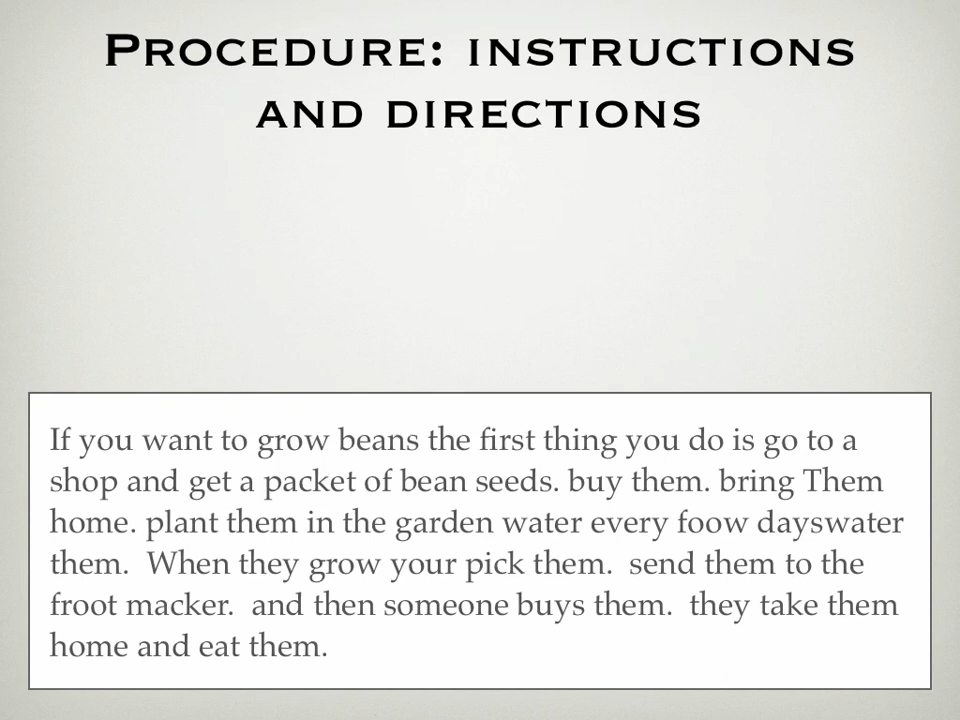 PROCEDURE: INSTRUCTIONS
AND DIRECTIONS
If you want to grow beans the first thing you do is go to a
shop and get a packet of bean seeds. buy them. bring Them
home. plant them in the garden water every foow dayswater
them.  When they grow your pick them.  send them to the
froot macker.  and then someone buys them.  they take them
home and eat them.